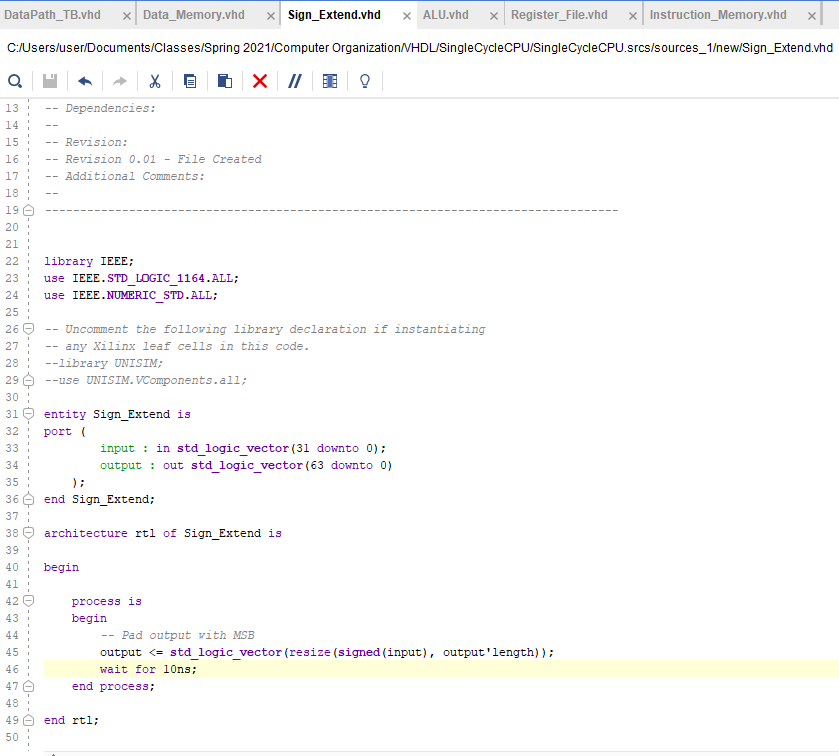 DataPath_TB.vhd × Data_Memory.vhd × Sign_Extend.vhd × ALU.vhd × Register_File.vhd × Instruction_Memory.vhd ×
C:/Users/user/Documents/Classes/Spring 2021/Computer Organization/VHDL/SingleCycleCPU/SingleCycleCPU.srcs/sources_1/new/Sign_Extend.vhd
13 -- Dependencies:
14 --
15 -- Revision:
16 -- Revision 0.01 - File Created
17 -- Additional Comments:
18 --
19 ----------------------------------------------------------------------------------
20
21
22 library IEEE;
23 use IEEE.STD_LOGIC_1164.ALL;
24 use IEEE.NUMERIC_STD.ALL;
25
26 -- Uncomment the following library declaration if instantiating
27 -- any Xilinx leaf cells in this code.
28 --library UNISIM;
29 --use UNISIM.VComponents.all;
30
31 entity Sign_Extend is
32 port (
33 input : in std_logic_vector(31 downto 0);
34 output : out std_logic_vector(63 downto 0)
35 );
36 end Sign_Extend;
37
38 architecture rtl of Sign_Extend is
39
40 begin
41
42 process is
43 begin
44 -- Pad output with MSB
45 output <= std_logic_vector(resize(signed(input), output'length));
46 wait for 10ns;
47 end process;
48
49 end rtl;
50